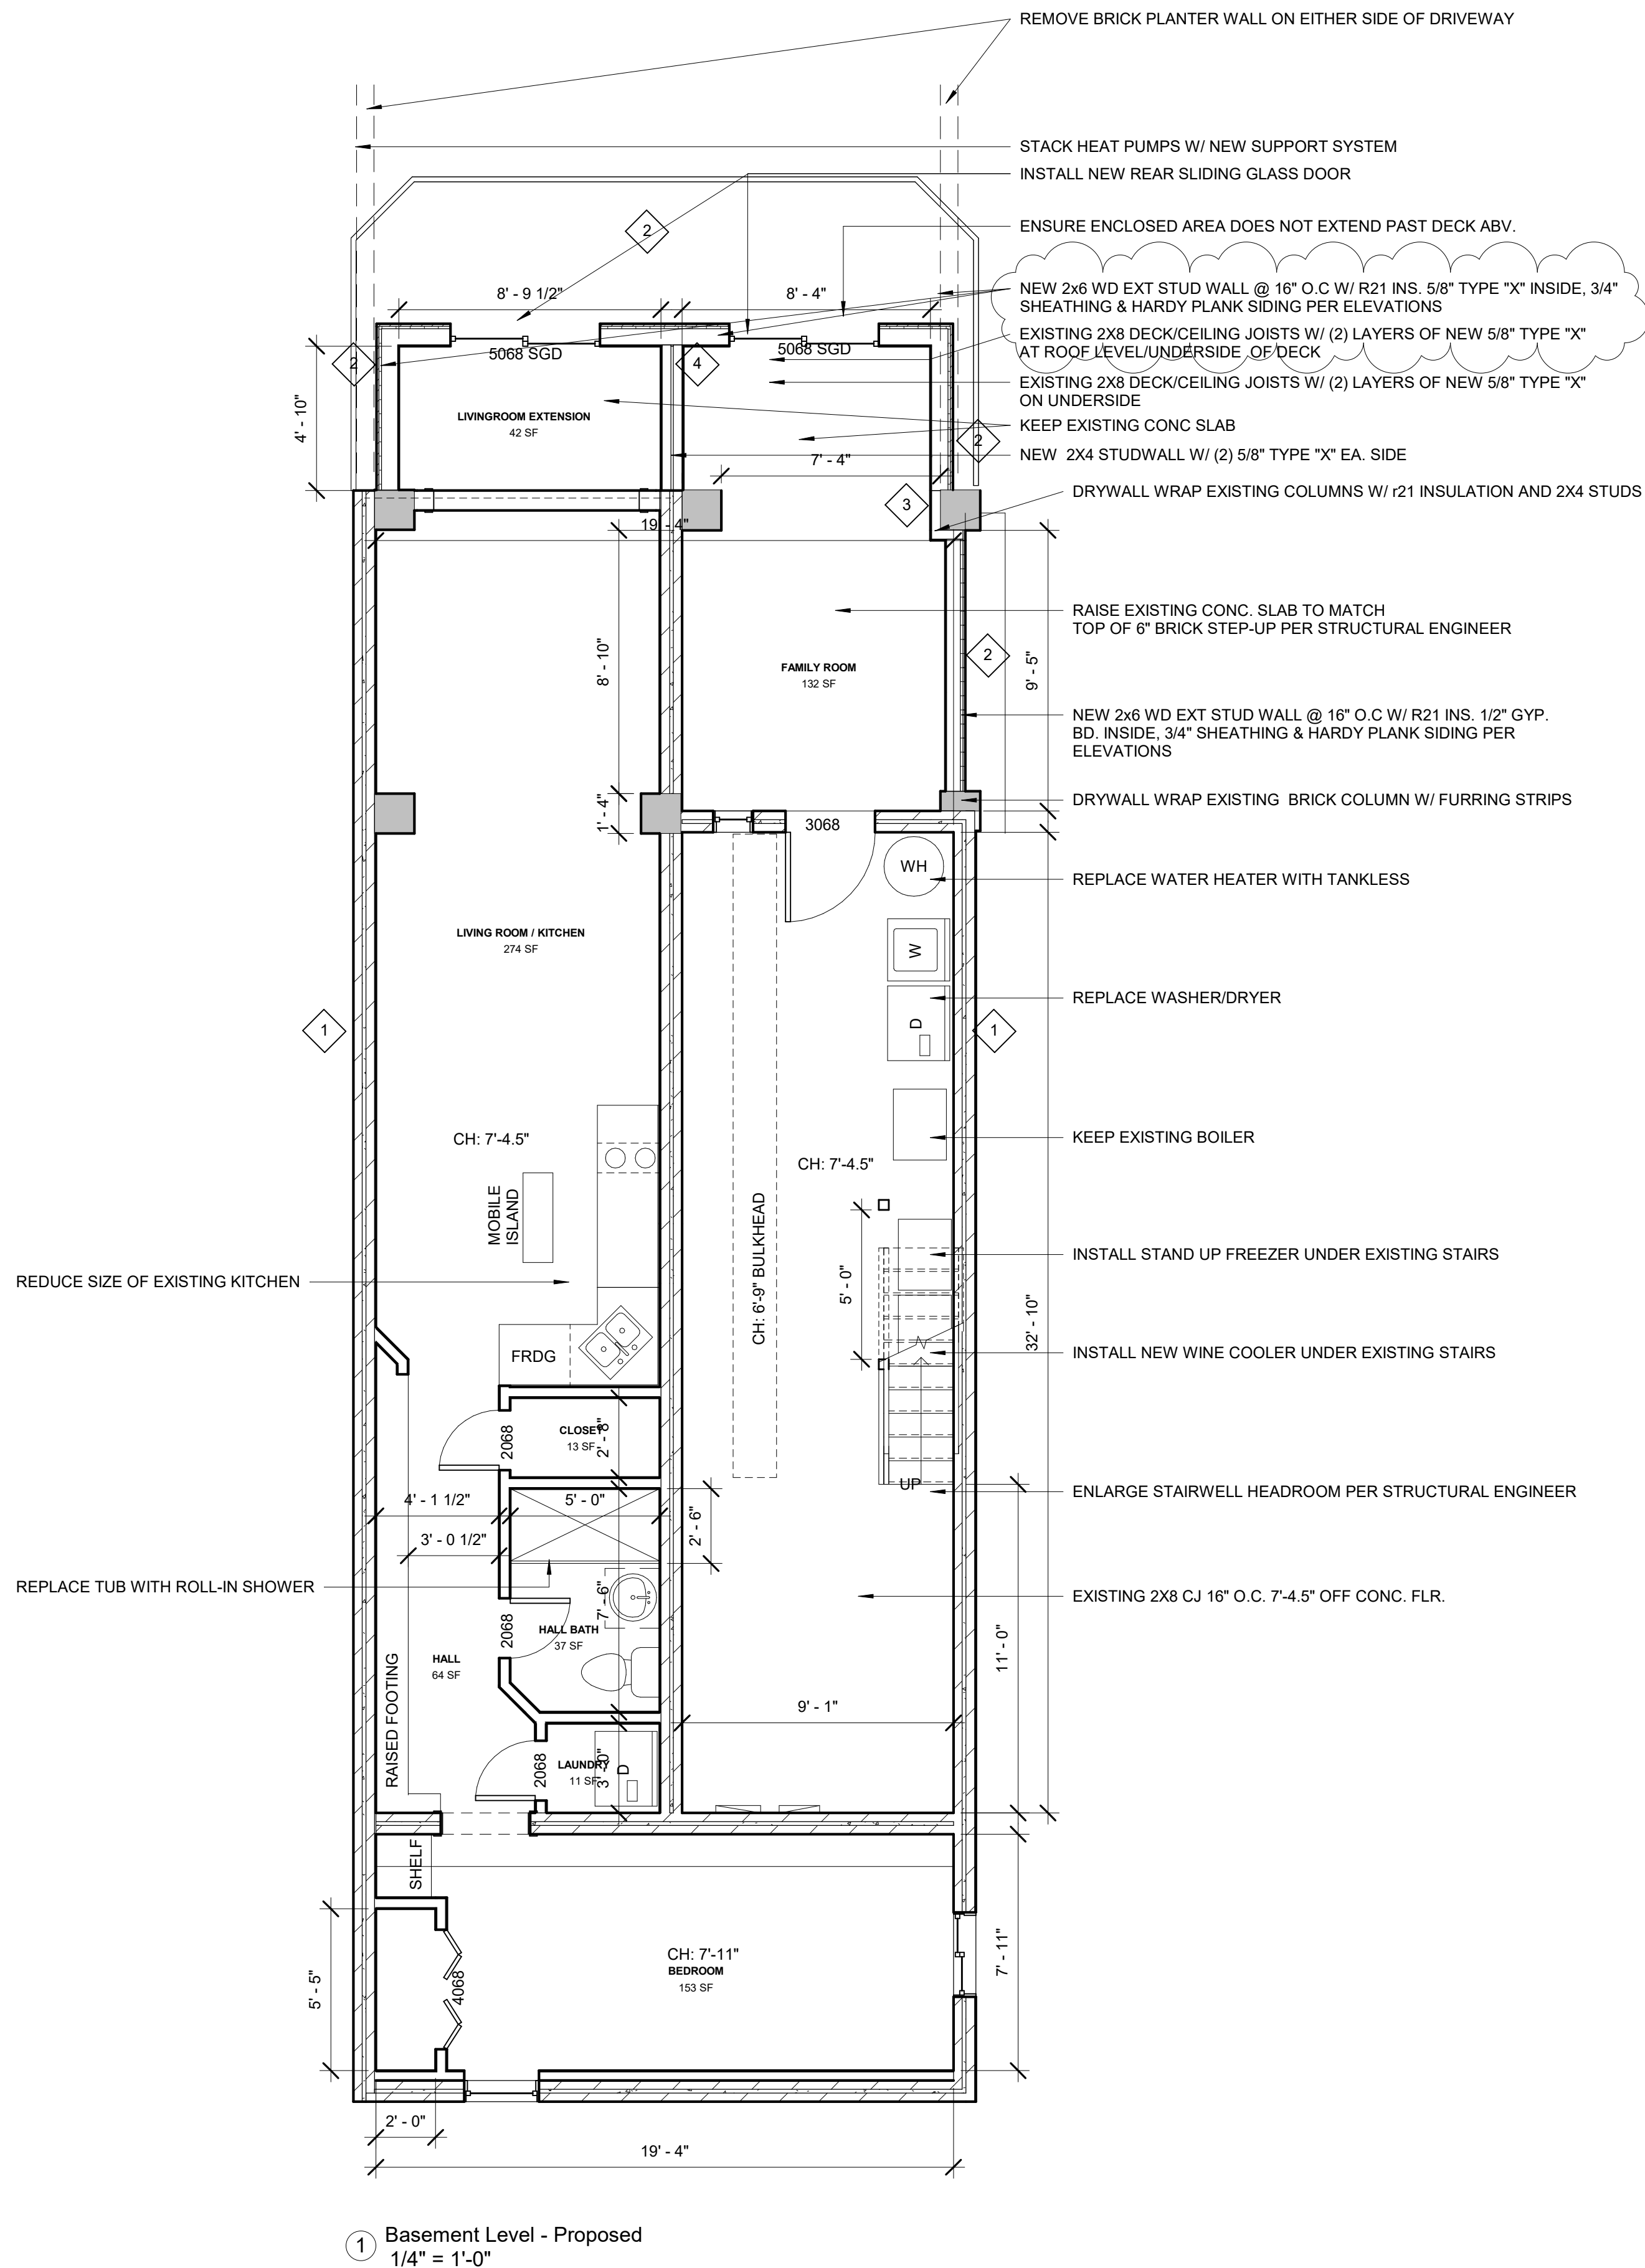 REMOVE BRICK PLANTER WALL ON EITHER SIDE OF DRIVEWAY
STACK HEAT PUMPS W/ NEW SUPPORT SYSTEM
INSTALL NEW REAR SLIDING GLASS DOOR
2
ENSURE ENCLOSED AREA DOES NOT EXTEND PAST DECK ABV.
8' - 9 1/2"
8' - 4"
NEW 2x6 WD EXT STUD WALL @ 16" O.C W/ R21 INS. 5/8" TYPE "X" INSIDE, 3/4"
SHEATHING & HARDY PLANK SIDING PER ELEVATIONS
EXISTING 2X8 DECK/CEILING JOISTS W/ (2) LAYERS OF NEW 5/8" TYPE "X"
AT ROOF LEVEL/UNDERSIDE OF DECK
5068 SGD
5068 SGD
2
4
EXISTING 2X8 DECK/CEILING JOISTS W/ (2) LAYERS OF NEW 5/8" TYPE "X"
ON UNDERSIDE
4' - 10"
LIVINGROOM EXTENSION
42 SF
KEEP EXISTING CONC SLAB
2
7' - 4"
NEW 2X4 STUDWALL W/ (2) 5/8" TYPE "X" EA. SIDE
3
DRYWALL WRAP EXISTING COLUMNS W/ r21 INSULATION AND 2X4 STUDS
19' - 4"
8' - 10"
RAISE EXISTING CONC. SLAB TO MATCH
TOP OF 6" BRICK STEP-UP PER STRUCTURAL ENGINEER
FAMILY ROOM
132 SF
2
9' - 5"
NEW 2x6 WD EXT STUD WALL @ 16" O.C W/ R21 INS. 1/2" GYP.
BD. INSIDE, 3/4" SHEATHING & HARDY PLANK SIDING PER
ELEVATIONS
1' - 4"
DRYWALL WRAP EXISTING BRICK COLUMN W/ FURRING STRIPS
3068
WH
REPLACE WATER HEATER WITH TANKLESS
LIVING ROOM / KITCHEN
274 SF
W
REPLACE WASHER/DRYER
1
D
1
CH: 7'-4.5"
KEEP EXISTING BOILER
CH: 7'-4.5"
MOBILE
ISLAND
CH: 6'-9" BULKHEAD
5' - 0"
INSTALL STAND UP FREEZER UNDER EXISTING STAIRS
REDUCE SIZE OF EXISTING KITCHEN
32' - 10"
FRDG
INSTALL NEW WINE COOLER UNDER EXISTING STAIRS
2068
CLOSET
13 SF
2' - 8"
UP
ENLARGE STAIRWELL HEADROOM PER STRUCTURAL ENGINEER
4' - 1 1/2"
5' - 0"
2' - 6"
3' - 0 1/2"
REPLACE TUB WITH ROLL-IN SHOWER
7' - 6"
EXISTING 2X8 CJ 16" O.C. 7'-4.5" OFF CONC. FLR.
2068
HALL BATH
37 SF
HALL
64 SF
11' - 0"
RAISED FOOTING
9' - 1"
2068
LAUNDRY
11 SF
3' - 0"
D
SHELF
5' - 5"
4068
CH: 7'-11"
BEDROOM
153 SF
7' - 11"
2' - 0"
19' - 4"
1
Basement Level - Proposed
1/4" = 1'-0"